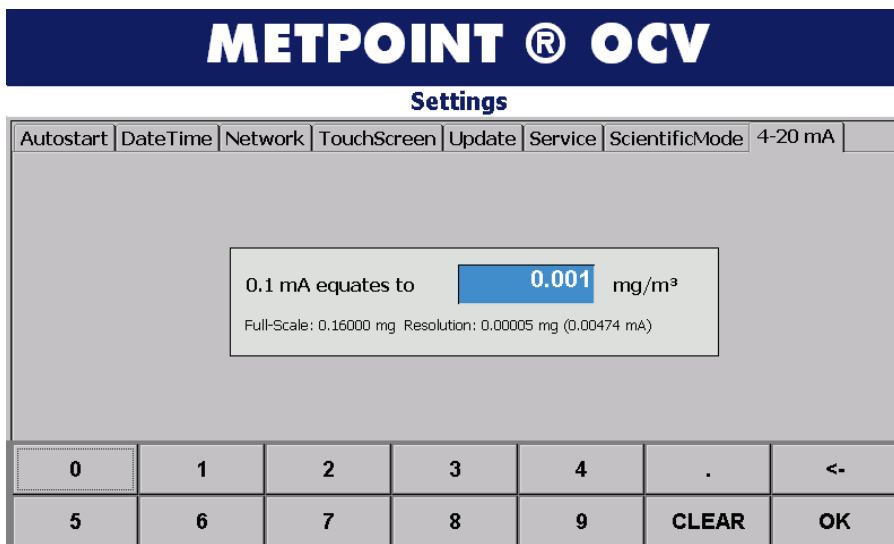 METPOINT ® OCV
Settings
Autostart DateTime Network TouchScreen Update Service ScientificMode 4-20 mA
0.1 mA equates to 0.001 mg/m³
Full-Scale: 0.16000 mg Resolution: 0.00005 mg (0.00474 mA)
0 1 2 3 4 . <-
5 6 7 8 9 CLEAR OK